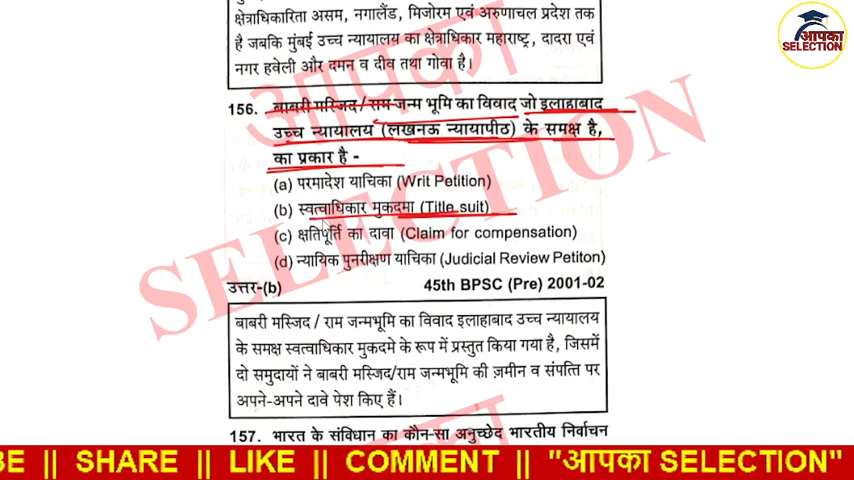 क्षेत्राधिकारिता असम, नगालैंड, मिजोरम एवं अरुणाचल प्रदेश तक
है जबकि मुंबई उच्च न्यायालय का क्षेत्राधिकार महाराष्ट्र, दादरा एवं
नगर हवेली और दमन व दीव तथा गोवा है।
आपका
SELECTION
156. बाबरी मस्जिद / राम जन्म भूमि का विवाद जो इलाहाबाद
उच्च न्यायालय (लखनऊ न्यायापीठ) के समक्ष है,
का प्रकार है -
(a) परमादेश याचिका (Writ Petition)
(b) स्वत्वाधिकार मुकदमा (Title suit)
(c) क्षतिपूर्ति का दावा (Claim for compensation)
(d) न्यायिक पुनरीक्षण याचिका (Judicial Review Petiton)
उत्तर-(b) 45th BPSC (Pre) 2001-02
बाबरी मस्जिद / राम जन्मभूमि का विवाद इलाहाबाद उच्च न्यायालय
के समक्ष स्वत्वाधिकार मुकदमे के रूप में प्रस्तुत किया गया है, जिसमें
दो समुदायों ने बाबरी मस्जिद/राम जन्मभूमि की ज़मीन व संपत्ति पर
अपने-अपने दावे पेश किए हैं।
157. भारत के संविधान का कौन-सा अनुच्छेद भारतीय निर्वाचन
आपका
SELECTION
BE || SHARE || LIKE || COMMENT || "आपका SELECTION"